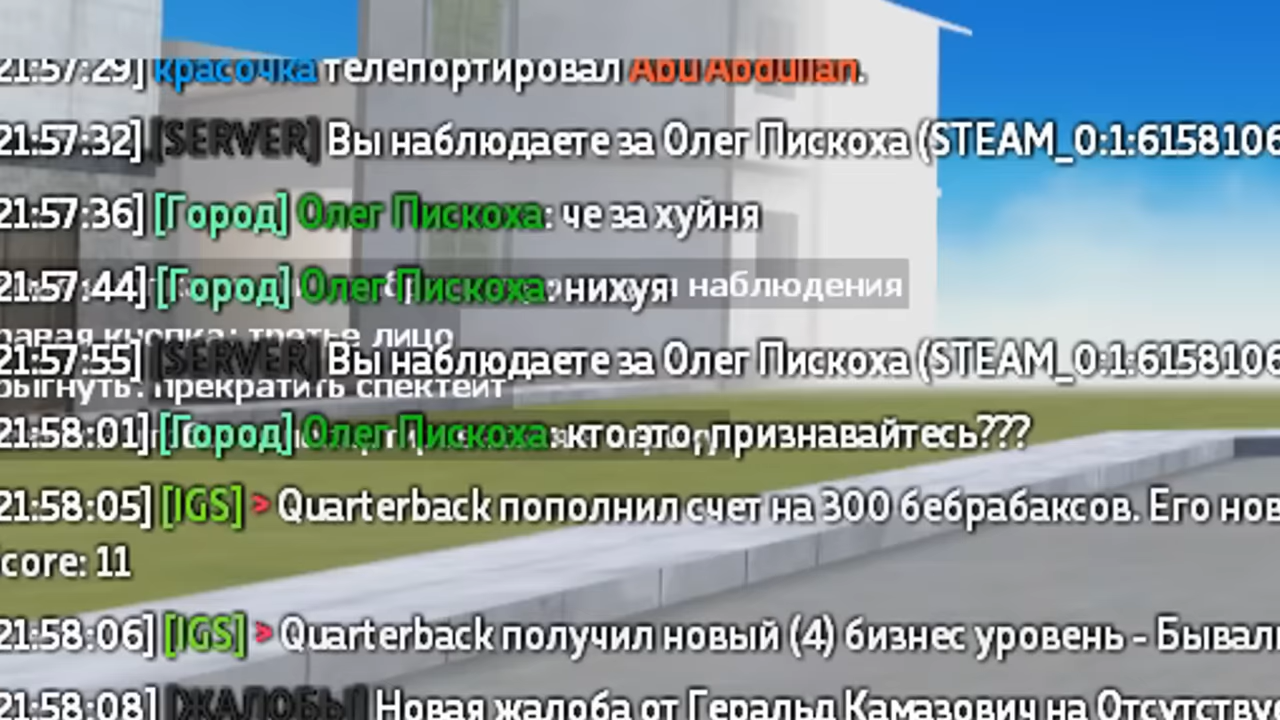 21:57:29] красочка телепортировал Abu Abdullah.
21:57:32] [SERVER] Вы наблюдаете за Олег Пискоха (STEAM_0:1:6158106
21:57:36] [Город] Олег Пискоха: че за хуйня
21:57:44] [Город] Олег Пискоха: нихуя
наблюдения
равая кнопка: третье лицо
21:57:55] [SERVER] Вы наблюдаете за Олег Пискоха (STEAM_0:1:6158106
рыгнуть: прекратить спектейт
21:58:01] [Город] Олег Пискоха: кто это, признавайтесь???
21:58:05] [IGS] > Quarterback пополнил счет на 300 бебрабаксов. Его нов
core: 11
21:58:06] [IGS] > Quarterback получил новый (4) бизнес уровень - Бывал
21:58:08] [ЖАЛОБЫ] Новая жалоба от Геральд Камазович на Отсутству